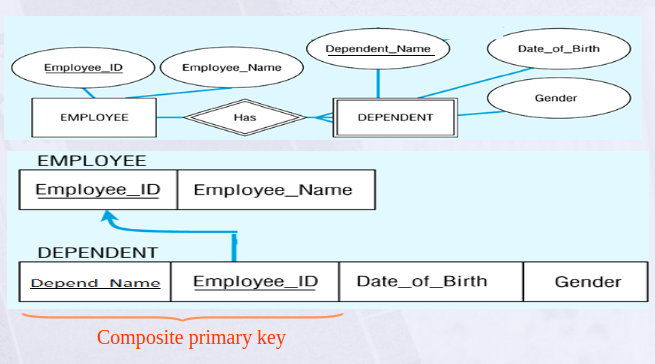 Dependent_Name
Date_of_Birth
Employee_ID
Employee_Name
Gender
EMPLOYEE
Has
DEPENDENT
EMPLOYEE
Employee_ID
Employee_Name
DEPENDENT
Depend_Name
Employee_ID
Date_of_Birth
Gender
Composite primary key